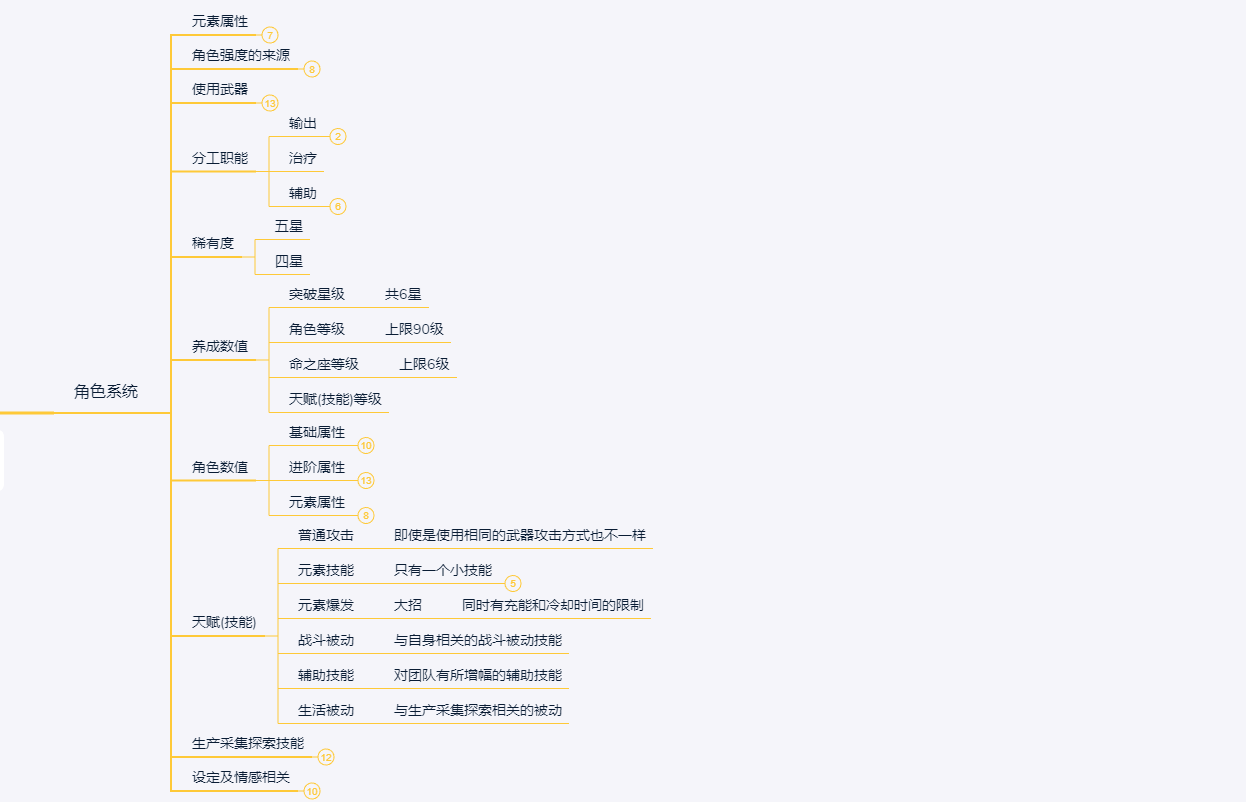 元素属性
7
角色强度的来源
8
使用武器
13
输出
2
分工职能
治疗
辅助
6
五星
稀有度
四星
突破星级 共6星
角色等级 上限90级
养成数值
命之座等级 上限6级
角色系统
天赋(技能)等级
基础属性
10
角色数值
进阶属性
13
元素属性
8
普通攻击 即使是使用相同的武器攻击方式也不一样
元素技能 只有一个小技能
5
元素爆发 大招 同时有充能和冷却时间的限制
天赋(技能)
战斗被动 与自身相关的战斗被动技能
辅助技能 对团队有所增幅的辅助技能
生活被动 与生产采集探索相关的被动
生产采集探索技能
12
设定及情感相关
10